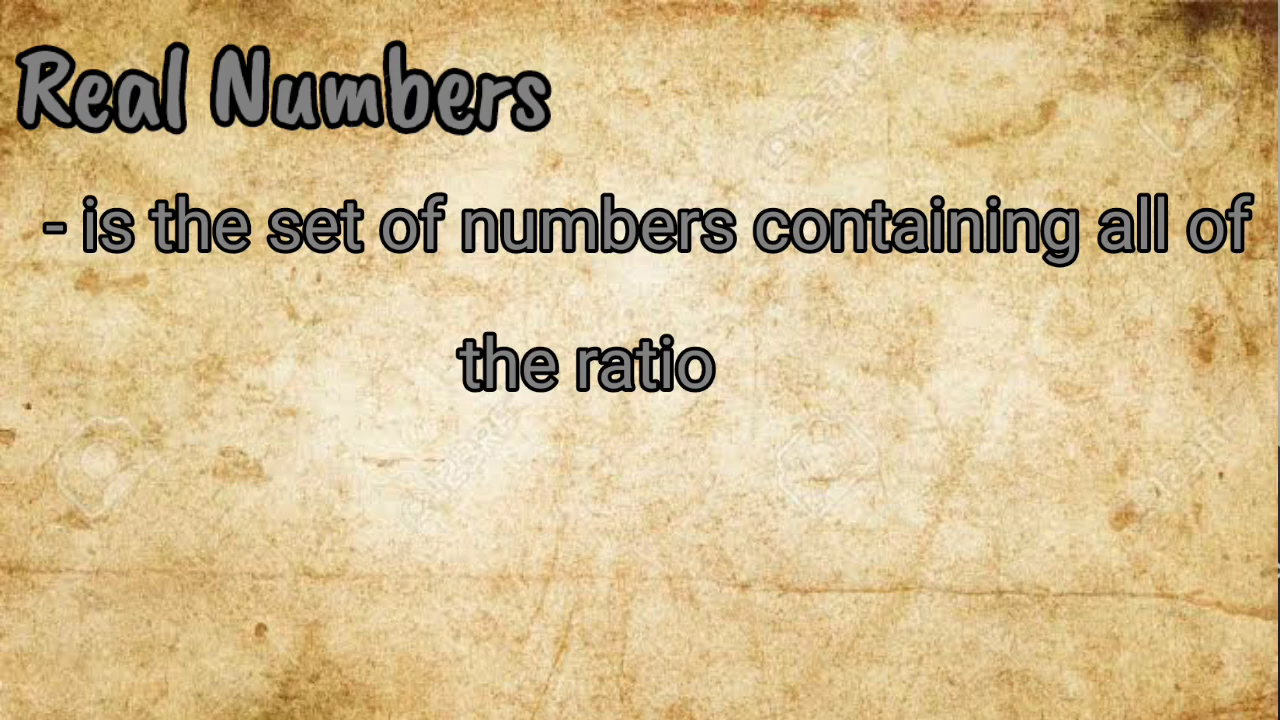 Real Numbers
- is the set of numbers containing all of
the ratio